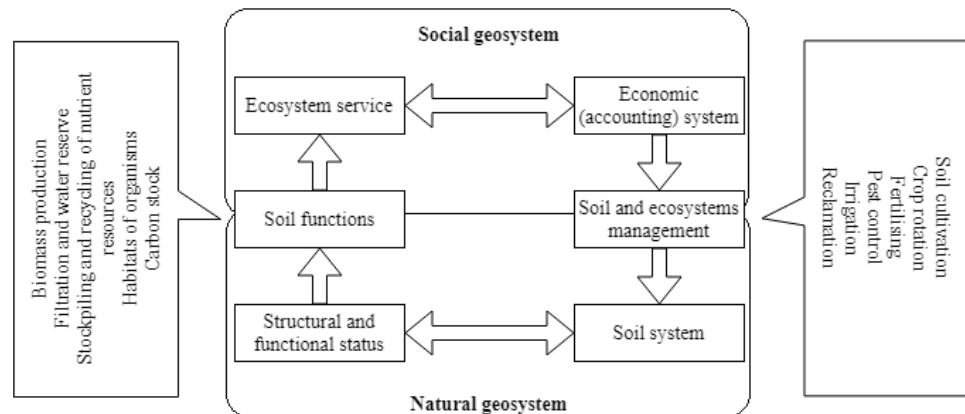 Social geosystem
Biomass production
Filtration and water reserve
Stockpiling and recycling of nutrient
resources
Habitats of organisms
Carbon stock
Ecosystem service
Economic
(accounting) system
Soil functions
Soil and ecosystems
management
Structural and
functional status
Soil system
Natural geosystem
Soil cultivation
Crop rotation
Fertilising
Pest control
Irrigation
Reclamation